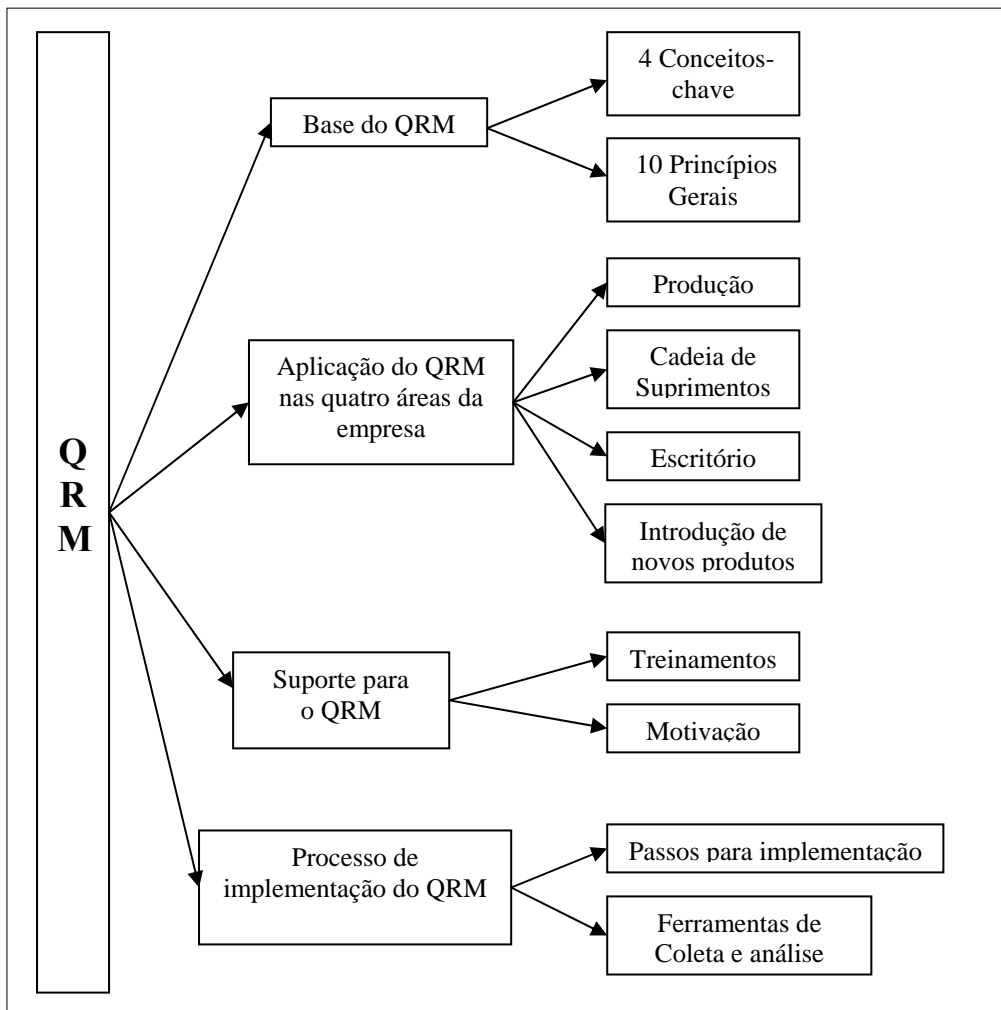 Q
R
M
Base do QRM
4 Conceitos-
chave
10 Princípios
Gerais
Aplicação do QRM
nas quatro áreas da
empresa
Produção
Cadeia de
Suprimentos
Escritório
Introdução de
novos produtos
Suporte para
o QRM
Treinamentos
Motivação
Processo de
implementação do QRM
Passos para implementação
Ferramentas de
Coleta e análise